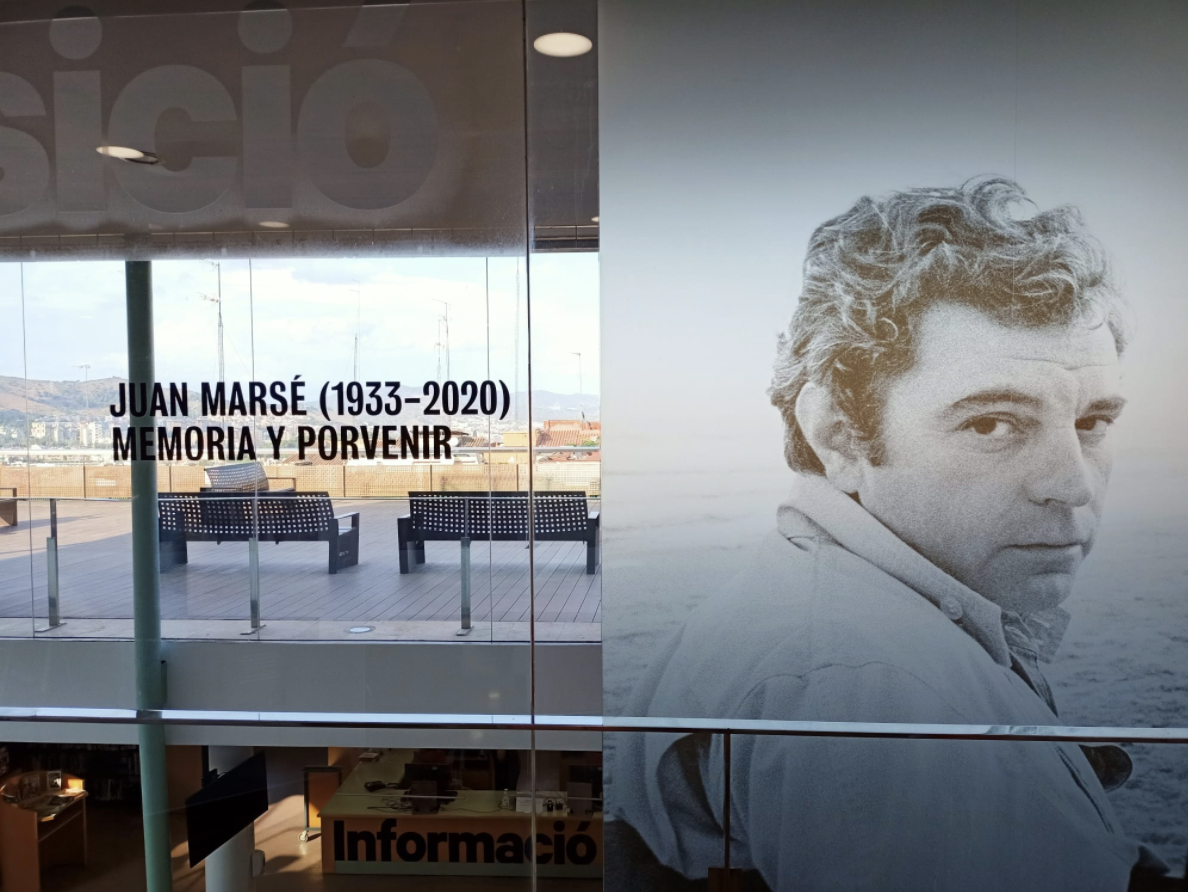 sició
JUAN MARSÉ (1933–2020)
MEMORIA Y PORVENIR
Informació